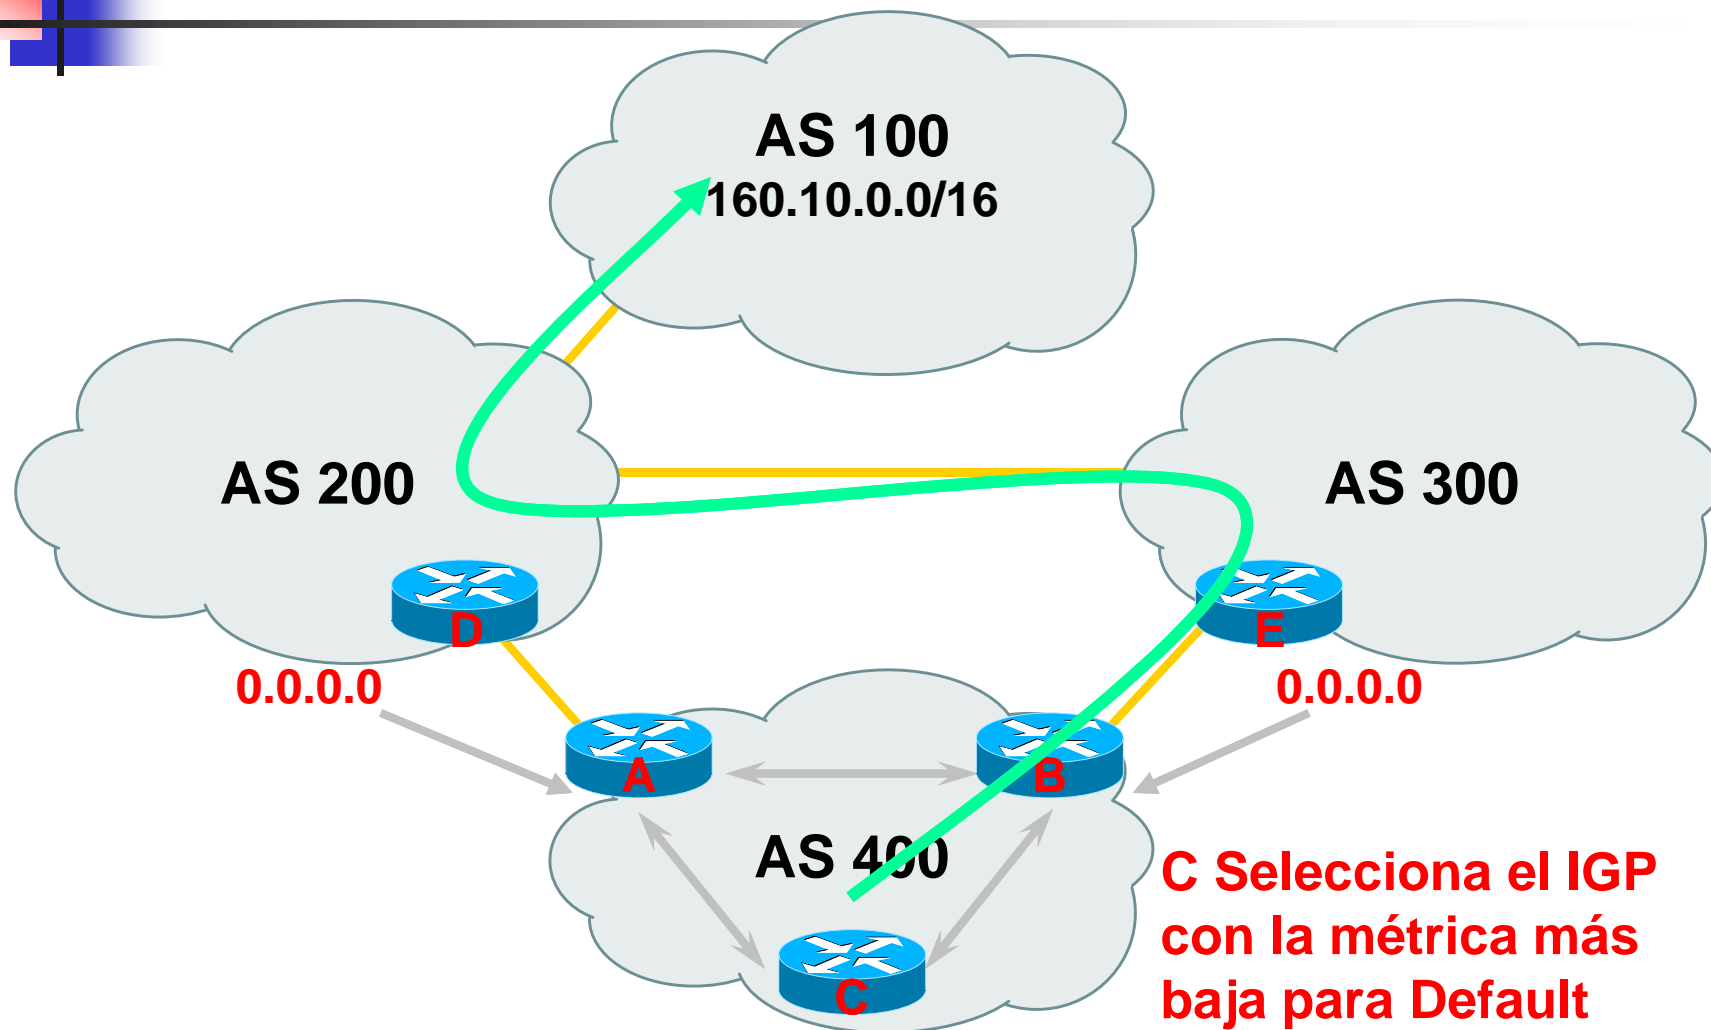 AS 100
160.10.0.0/16
AS 200
AS 300
D
E
0.0.0.0
0.0.0.0
A
B
AS 400
C Selecciona el IGP
con la métrica más
baja para Default
C